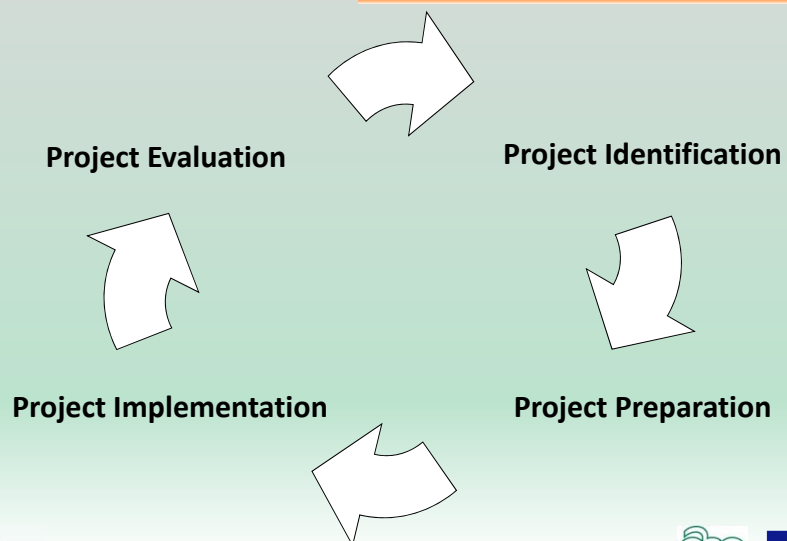 Project Evaluation
Project Identification
Project Implementation
Project Preparation